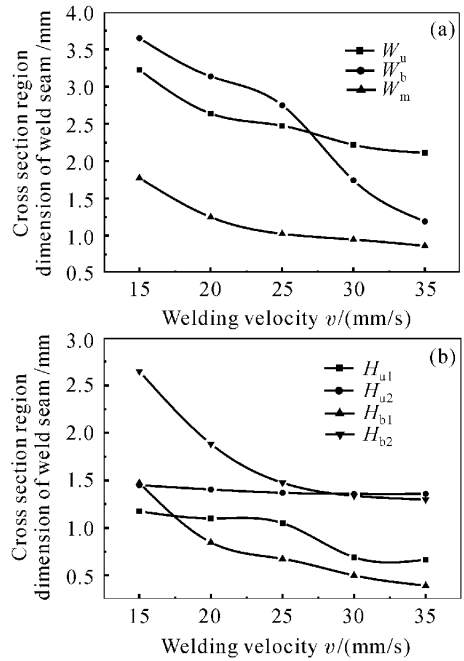 (a)
4.0
3.5
3.0
2.5
2.0
1.5
1.0
0.5
Cross section region
dimension of weld seam /mm
W_u
W_b
W_m
15 20 25 30 35
Welding velocity v/(mm/s)
(b)
3.0
2.5
2.0
1.5
1.0
0.5
Cross section region
dimension of weld seam /mm
H_u1
H_u2
H_b1
H_b2
15 20 25 30 35
Welding velocity v/(mm/s)